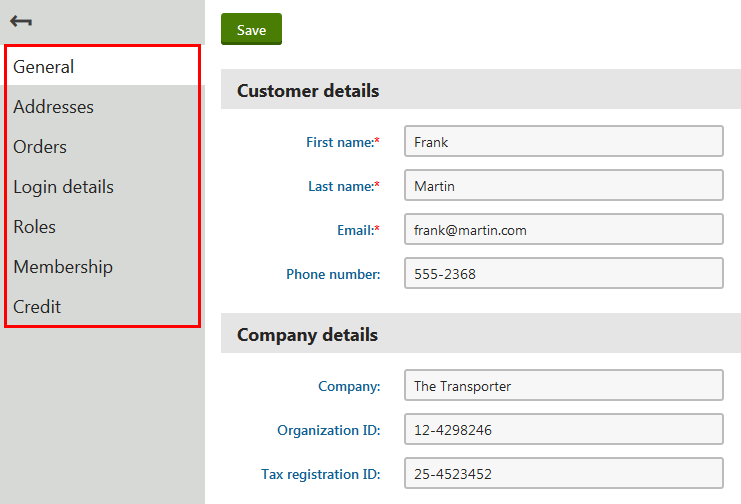 Save
General
Addresses
Orders
Login details
Roles
Membership
Credit
Customer details
First name:* Frank
Last name:* Martin
Email:* frank@martin.com
Phone number: 555-2368
Company details
Company: The Transporter
Organization ID: 12-4298246
Tax registration ID: 25-4523452